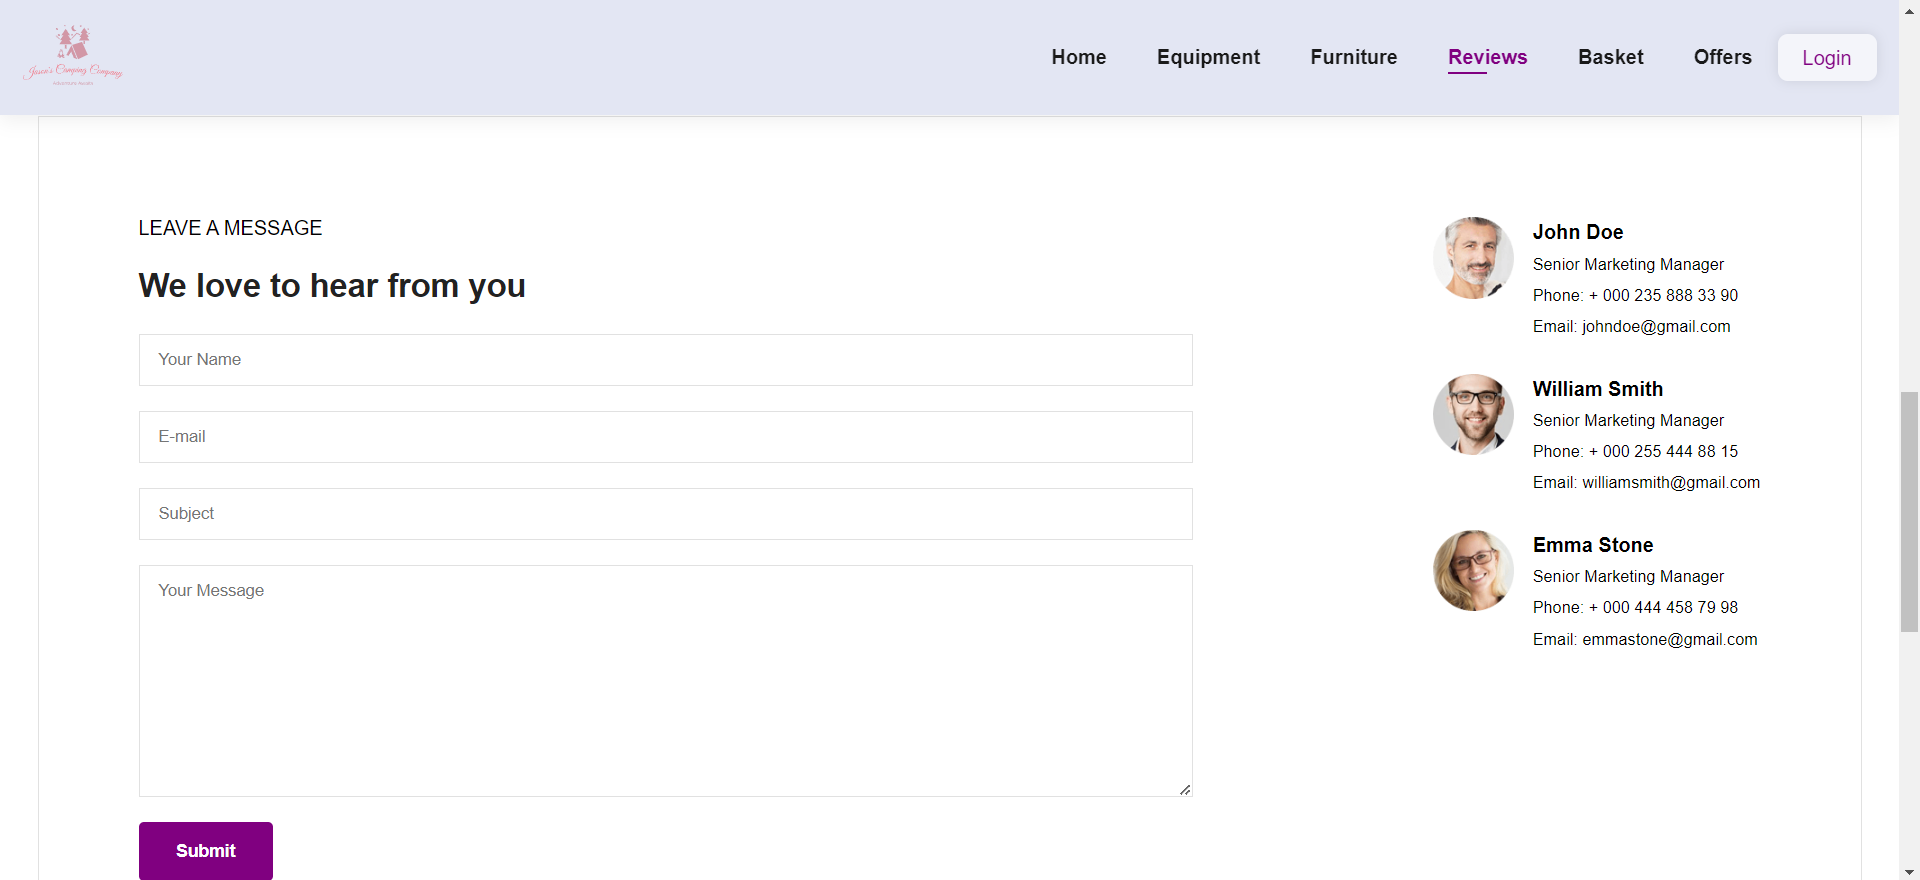 Jason's Camping Company
Home
Equipment
Furniture
Reviews
Basket
Offers
Login
LEAVE A MESSAGE
We love to hear from you
Your Name
E-mail
Subject
Your Message
Submit
John Doe
Senior Marketing Manager
Phone: + 000 235 888 33 90
Email: johndoe@gmail.com
William Smith
Senior Marketing Manager
Phone: + 000 255 444 88 15
Email: williamsmith@gmail.com
Emma Stone
Senior Marketing Manager
Phone: + 000 444 458 79 98
Email: emmastone@gmail.com